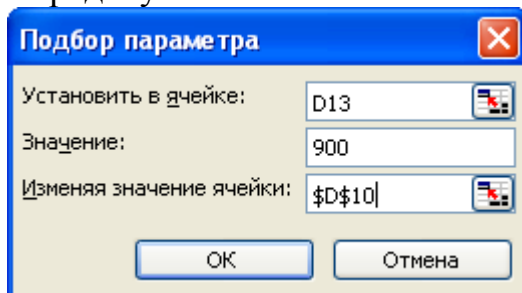 Подбор параметра
Установить в ячейке: D13
Значение: 900
Изменяя значение ячейки: $D$10
ОК Отмена